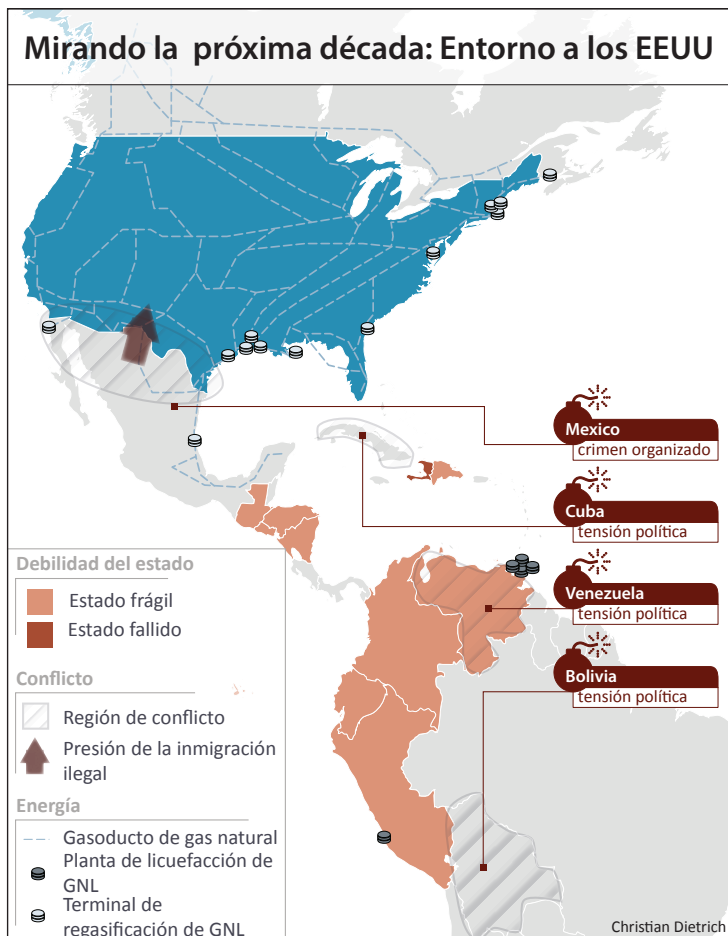 Mirando la próxima década: Entorno a los EEUU
Mexico
crimen organizado
Cuba
tensión política
Venezuela
tensión política
Bolivia
tensión política
Debilidad del estado
Estado frágil
Estado fallido
Conflicto
Región de conflicto
Presión de la inmigración
ilegal
Energía
Gasoducto de gas natural
Planta de licuefacción de
GNL
Terminal de
regasificación de GNL
Christian Dietrich